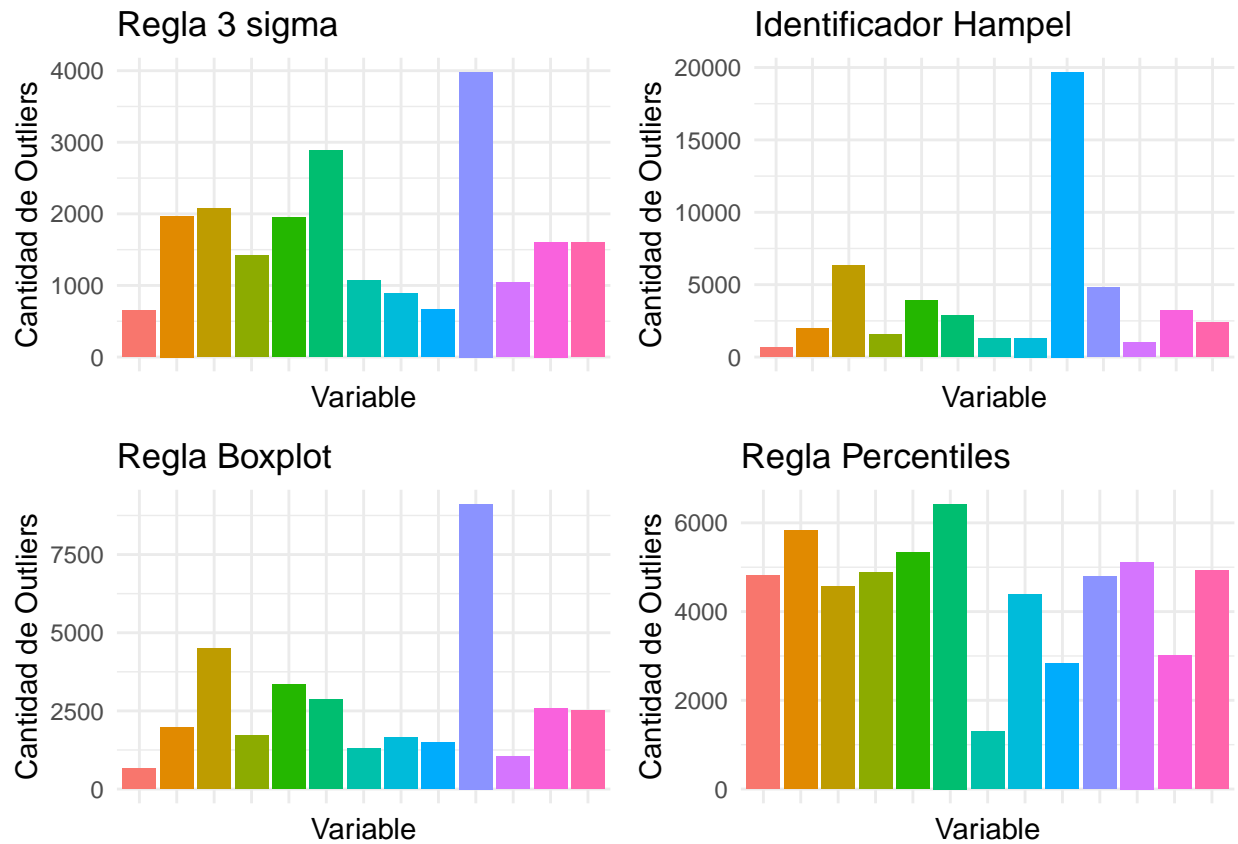 Regla 3 sigma
Cantidad de Outliers
4000
3000
2000
1000
0
Variable
Identificador Hampel
Cantidad de Outliers
20000
15000
10000
5000
0
Variable
Regla Boxplot
Cantidad de Outliers
7500
5000
2500
0
Variable
Regla Percentiles
Cantidad de Outliers
6000
4000
2000
0
Variable